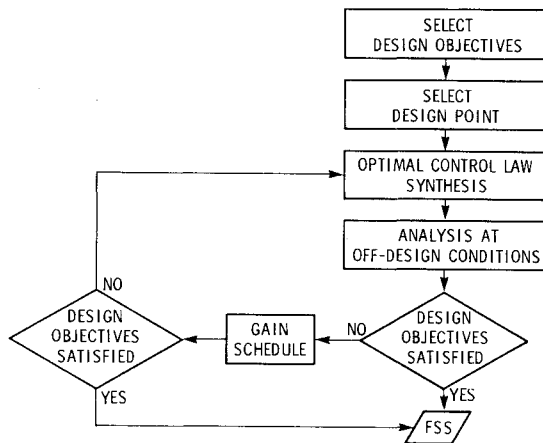 SELECT
DESIGN OBJECTIVES
SELECT
DESIGN POINT
OPTIMAL CONTROL LAW
SYNTHESIS
ANALYSIS AT
OFF-DESIGN CONDITIONS
NO
DESIGN
OBJECTIVES
SATISFIED
YES
GAIN
SCHEDULE
NO
DESIGN
OBJECTIVES
SATISFIED
YES
FSS